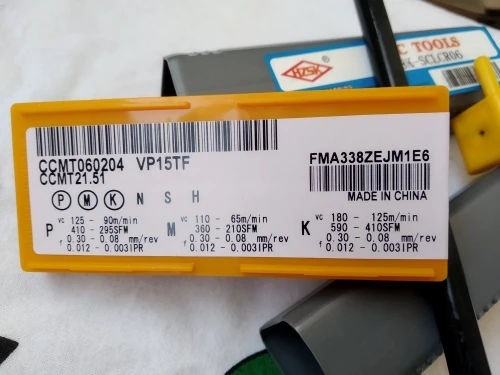 HZSK
C TOOLS
-SCLCR06
CCMT060204 VP15TF
CCMT21.51
FMA338ZEJM1E6
P M K N S H
MADE IN CHINA
P vc 125 - 90m/min
410 - 295SFM
f 0.30 - 0.08 mm/rev
f 0.012 - 0.003IPR
M vc 110 - 65m/min
360 - 210SFM
f 0.30 - 0.08 mm/rev
f 0.012 - 0.003IPR
K vc 180 - 125m/min
590 - 410SFM
f 0.30 - 0.08 mm/rev
f 0.012 - 0.003IPR